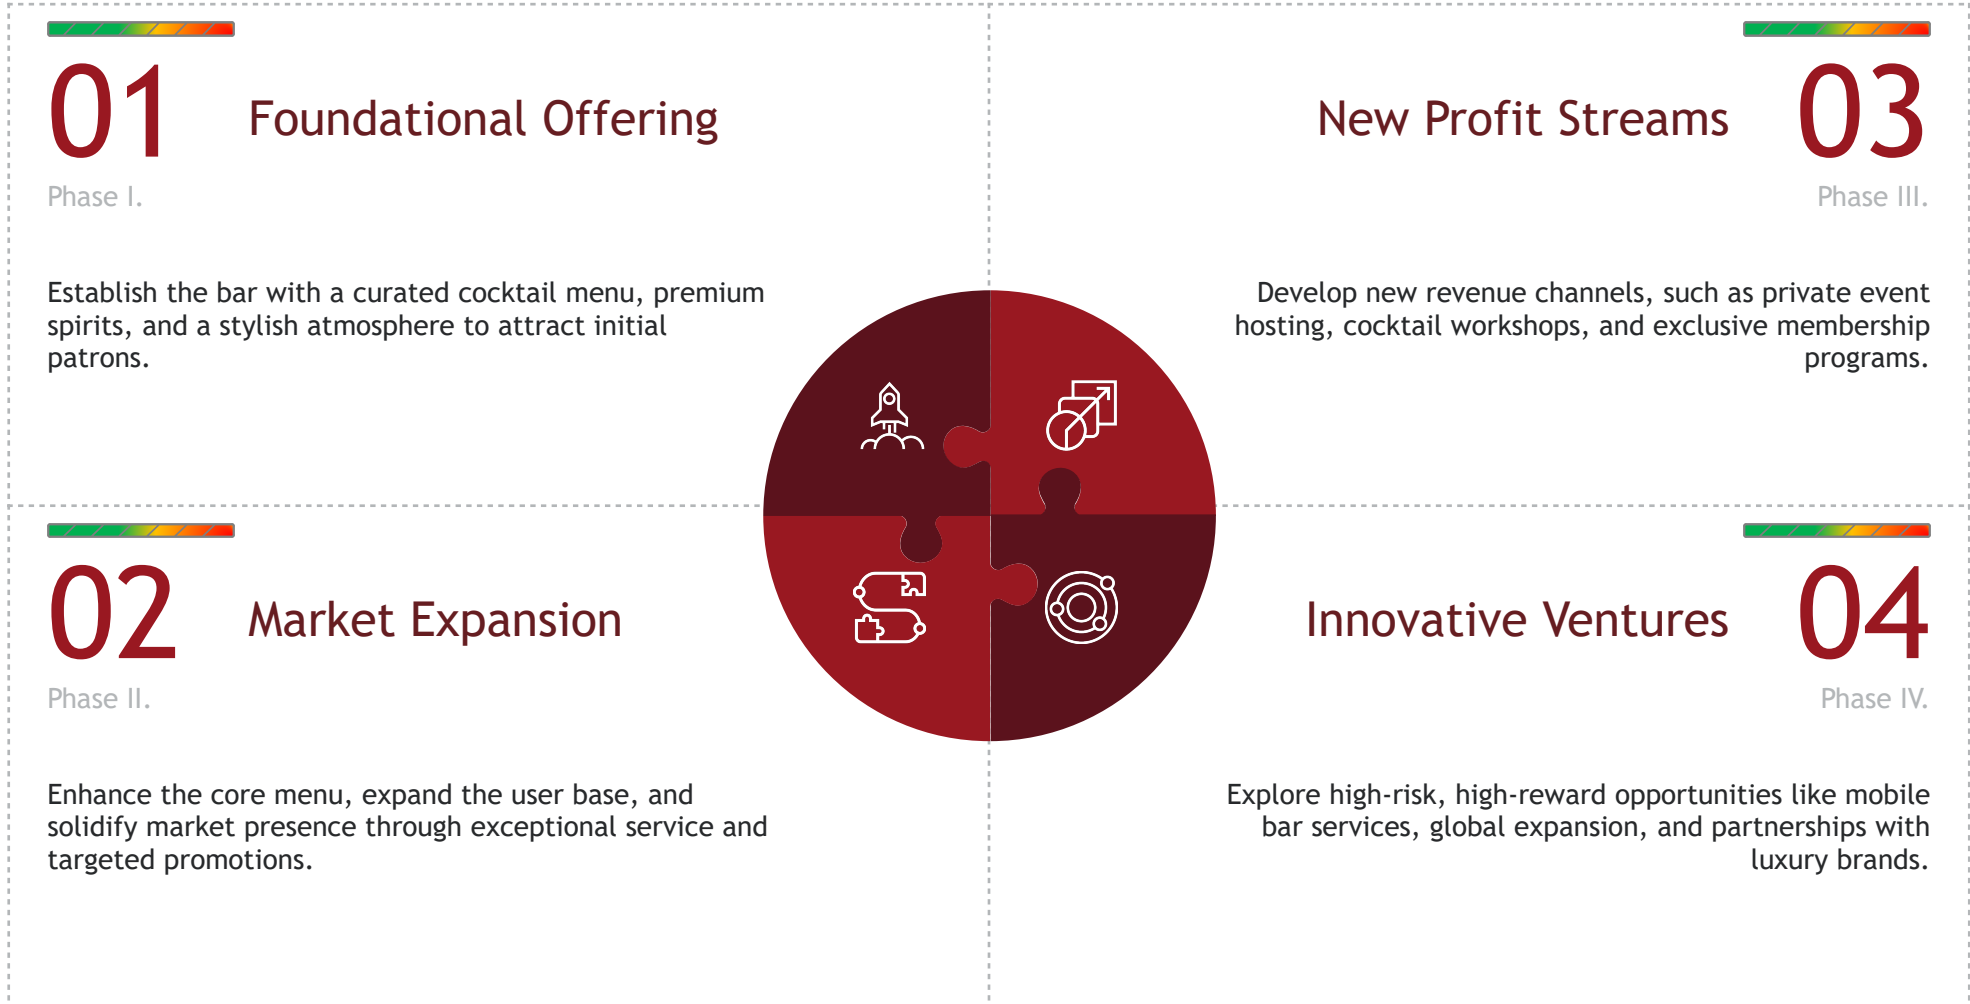 01
Foundational Offering
Phase I.
Establish the bar with a curated cocktail menu, premium
spirits, and a stylish atmosphere to attract initial
patrons.
02
Market Expansion
Phase II.
Enhance the core menu, expand the user base, and
solidify market presence through exceptional service and
targeted promotions.
New Profit Streams
03
Phase III.
Develop new revenue channels, such as private event
hosting, cocktail workshops, and exclusive membership
programs.
Innovative Ventures
04
Phase IV.
Explore high-risk, high-reward opportunities like mobile
bar services, global expansion, and partnerships with
luxury brands.